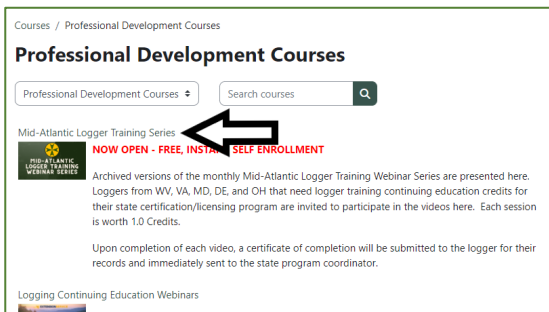 Courses / Professional Development Courses
Professional Development Courses
Professional Development Courses
Search courses
Mid-Atlantic Logger Training Series
MID-ATLANTIC
LOGGER TRAINING
WEBINAR SERIES
NOW OPEN - FREE, INSTA SELF ENROLLMENT
Archived versions of the monthly Mid-Atlantic Logger Training Webinar Series are presented here.
Loggers from WV, VA, MD, DE, and OH that need logger training continuing education credits for
their state certification/licensing program are invited to participate in the videos here. Each session
is worth 1.0 Credits.
Upon completion of each video, a certificate of completion will be submitted to the logger for their
records and immediately sent to the state program coordinator.
Logging Continuing Education Webinars